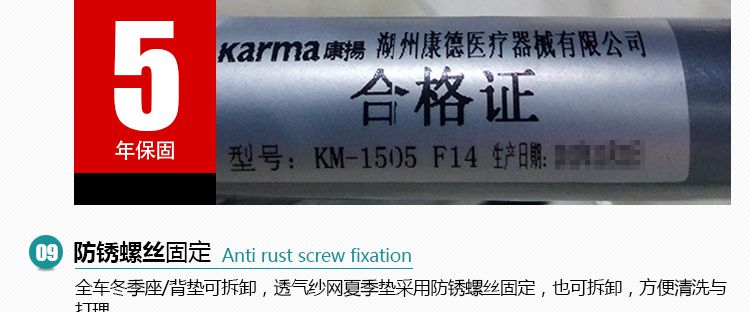 5
年保固
karma 康揚 湖州康德医疗器械有限公司
合格证
型号: KM-1505 F14 生产日期:
09 防锈螺丝固定 Anti rust screw fixation
全车冬季座/背垫可拆卸，透气纱网夏季垫采用防锈螺丝固定，也可拆卸，方便清洗与
打理